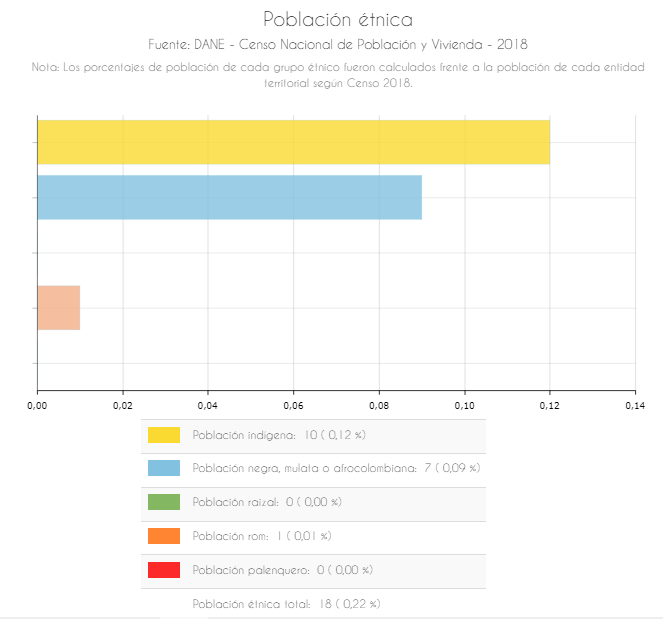 Población étnica
Fuente: DANE - Censo Nacional de Población y Vivienda - 2018
Nota: Los porcentajes de población de cada grupo étnico fueron calculados frente a la población de cada entidad
territorial según Censo 2018.
0,00 0,02 0,04 0,06 0,08 0,10 0,12 0,14
Población indígena: 10 ( 0,12 %)
Población negra, mulata o afrocolombiana: 7 ( 0,09 %)
Población raizal: 0 ( 0,00 %)
Población rom: 1 ( 0,01 %)
Población palenquero: 0 ( 0,00 %)
Población étnica total: 18 ( 0,22 %)